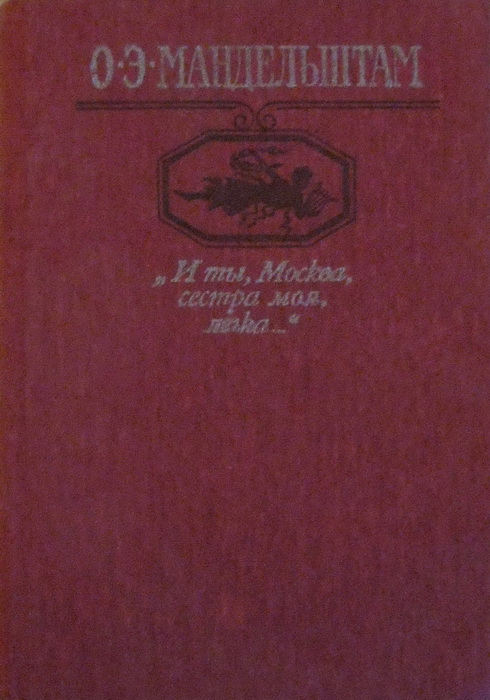 О·Э·МАНДЕЛЬШТАМ
„И ты, Москва,
сестра моя,
легка...“